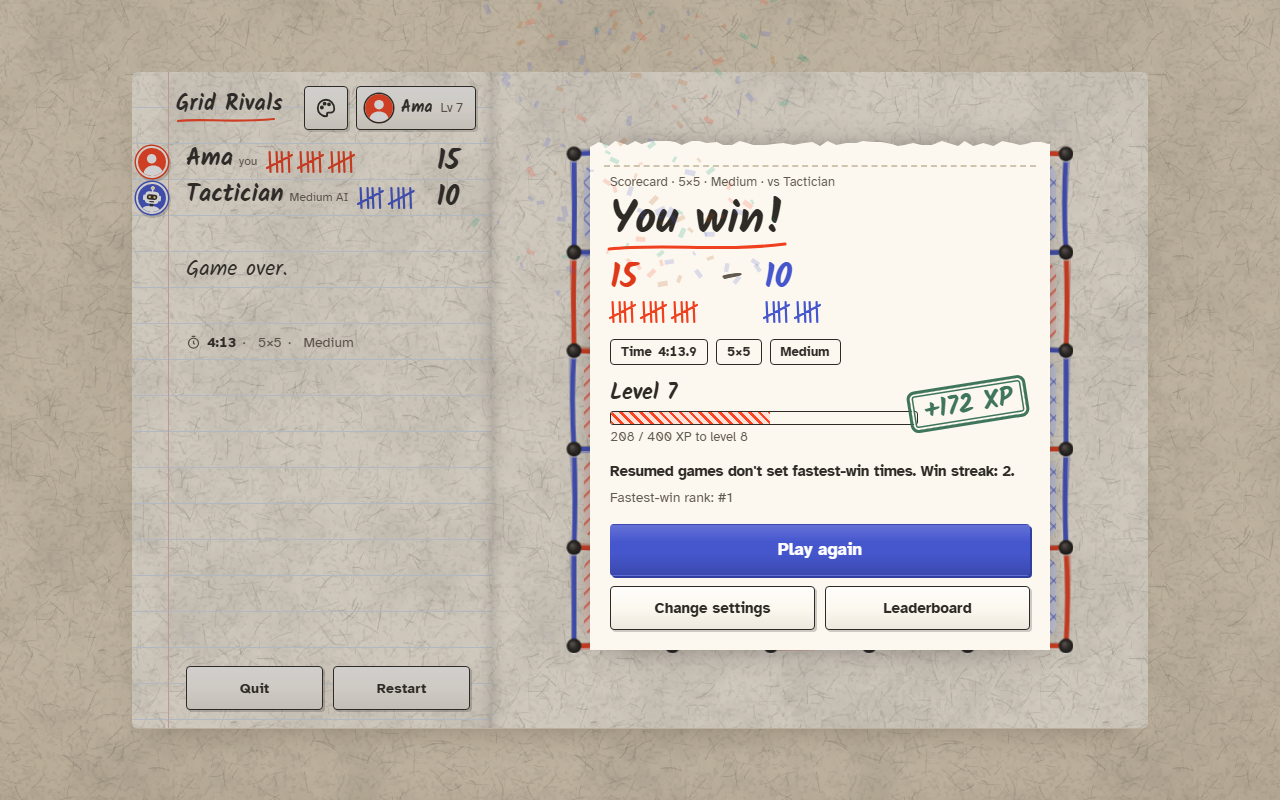 Grid Rivals
Ama Lv 7
Ama you 15
Tactician Medium AI 10
Game over.
4:13 · 5×5 · Medium
Quit
Restart
Scorecard · 5×5 · Medium · vs Tactician
You win!
15 – 10
Time 4:13.9
5×5
Medium
Level 7
+172 XP
208 / 400 XP to level 8
Resumed games don't set fastest-win times. Win streak: 2.
Fastest-win rank: #1
Play again
Change settings
Leaderboard